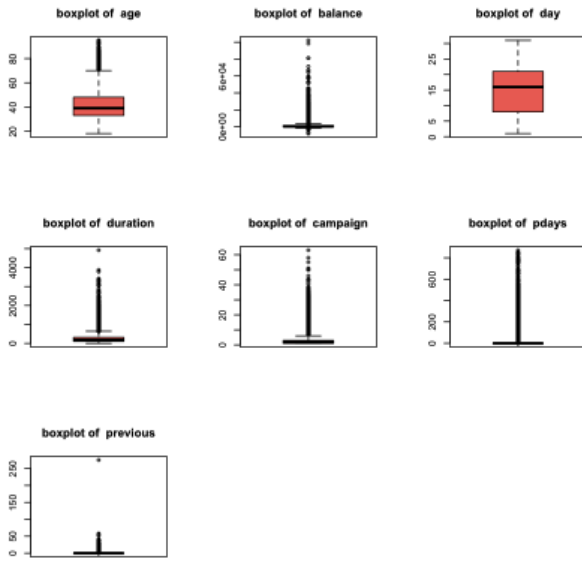 boxplot of age
boxplot of balance
boxplot of day
80
60
40
20
6e+04
0e+00
25
15
5
0
boxplot of duration
boxplot of campaign
boxplot of pdays
4000
2000
0
60
40
20
0
600
200
0
boxplot of previous
250
150
50
0